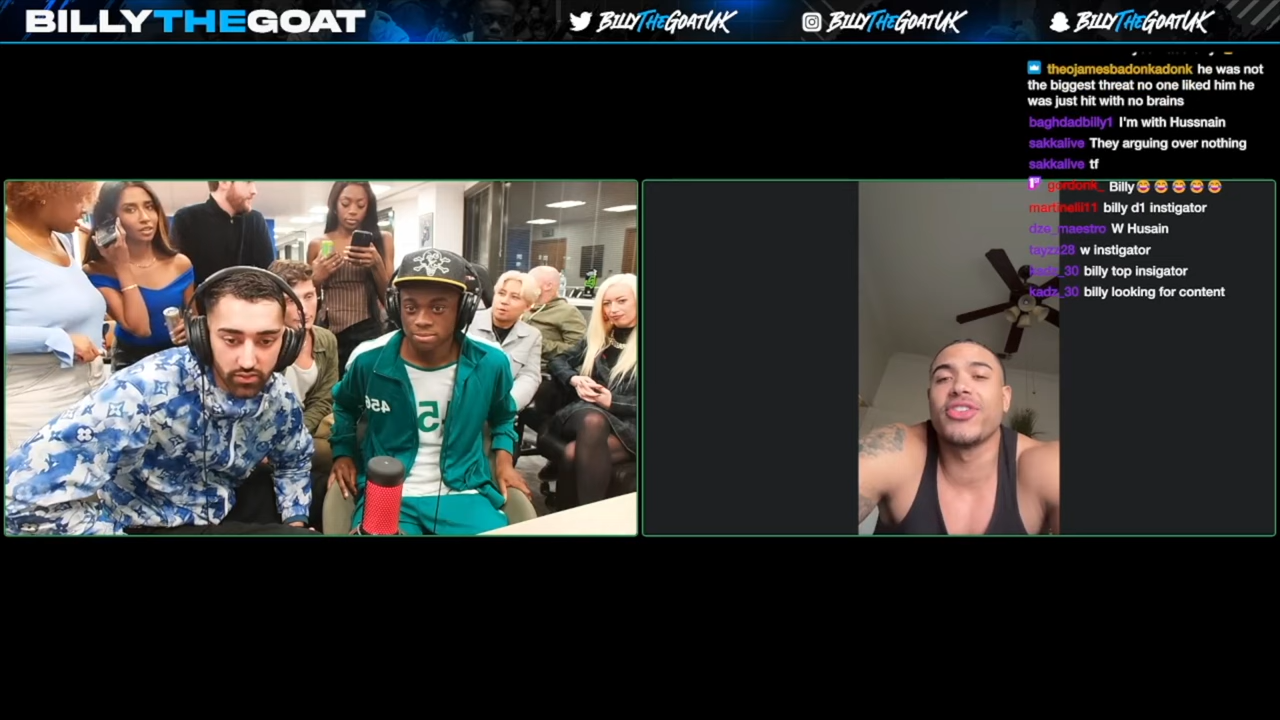 BILLYTHEGOAT
BILLYTHEGOATUK
BILLYTHEGOATUK
BILLYTHEGOATUK
theojamesbadonkadonk he was not
the biggest threat no one liked him he
was just hit with no brains
baghdadbilly1 I'm with Hussnain
sakkalive They arguing over nothing
sakkalive tf
gordonk_ Billy😂😂😂😂😂
martinelli11 billy d1 instigator
dze_maestro W Husain
tayzz28 w instigator
kadz_30 billy top insigator
kadz_30 billy looking for content
456